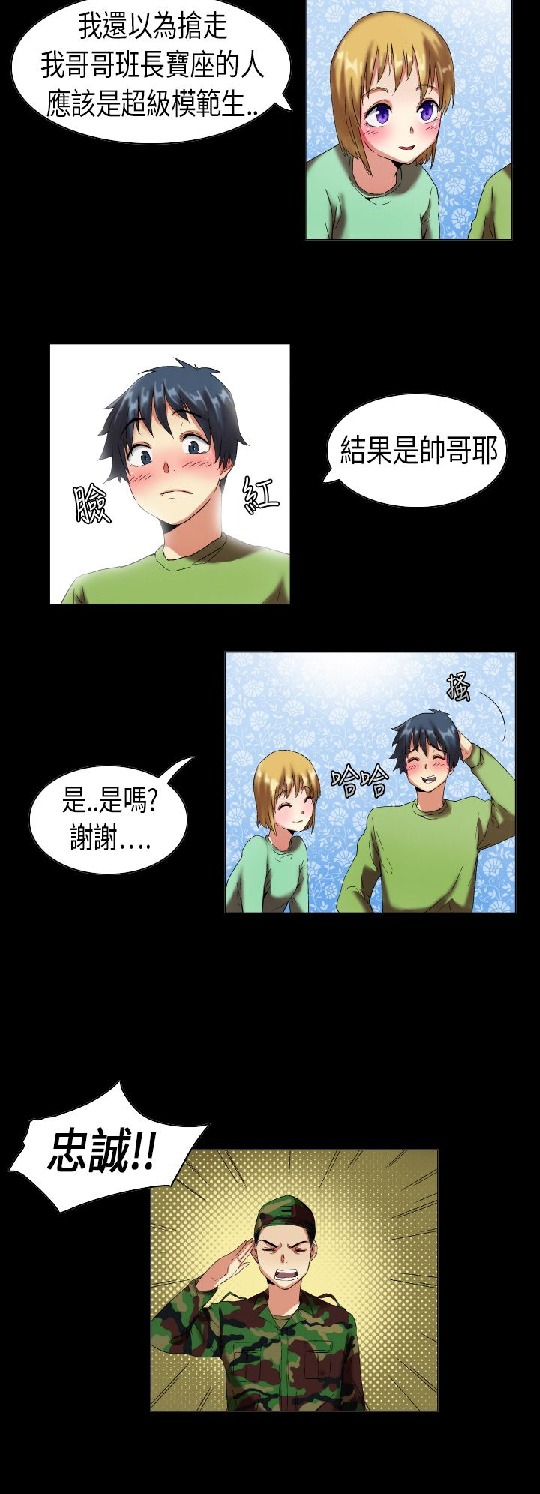 我還以為搶走
我哥哥班長寶座的人
應該是超級模範生..
結果是帥哥耶
臉紅
搔
哈哈
是..是嗎?
謝謝....
忠誠!!